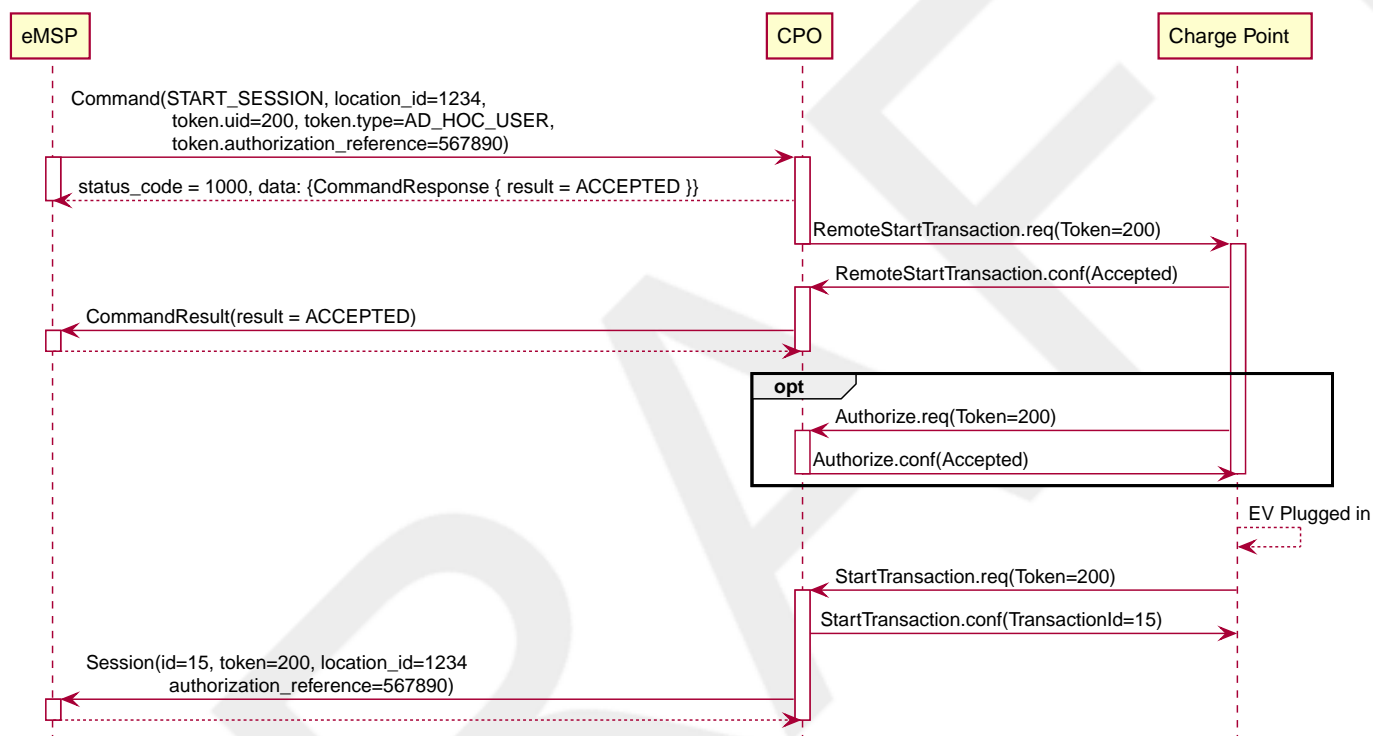 eMSP
CPO
Charge Point
Command(START_SESSION, location_id=1234,
token.uid=200, token.type=AD_HOC_USER,
token.authorization_reference=567890)
status_code = 1000, data: {CommandResponse { result = ACCEPTED }}
RemoteStartTransaction.req(Token=200)
RemoteStartTransaction.conf(Accepted)
CommandResult(result = ACCEPTED)
opt
Authorize.req(Token=200)
Authorize.conf(Accepted)
EV Plugged in
StartTransaction.req(Token=200)
StartTransaction.conf(TransactionId=15)
Session(id=15, token=200, location_id=1234
authorization_reference=567890)